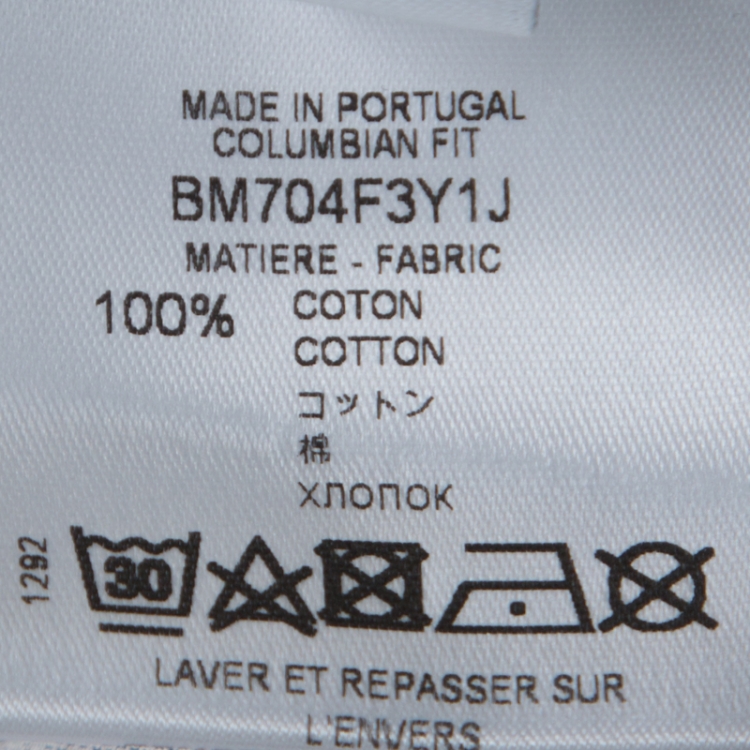 MADE IN PORTUGAL
COLUMBIAN FIT
BM704F3Y1J
MATIERE - FABRIC
100% COTON
COTTON
コットン
棉
ХЛОПОК
1292
30
LAVER ET REPASSER SUR
L'ENVERS